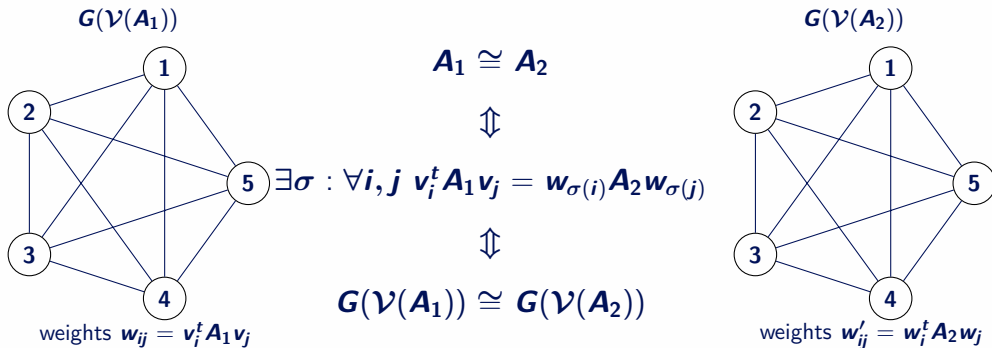 G(𝒱(A₁))
1
2
3
4
5
weights wᵢⱼ = vᵢᵗA₁vⱼ
A₁ ≅ A₂
⇕
∃σ : ∀i, j vᵢᵗA₁vⱼ = w_σ(i)A₂w_σ(j)
⇕
G(𝒱(A₁)) ≅ G(𝒱(A₂))
G(𝒱(A₂))
1
2
3
4
5
weights w′ᵢⱼ = wᵢᵗA₂wⱼ